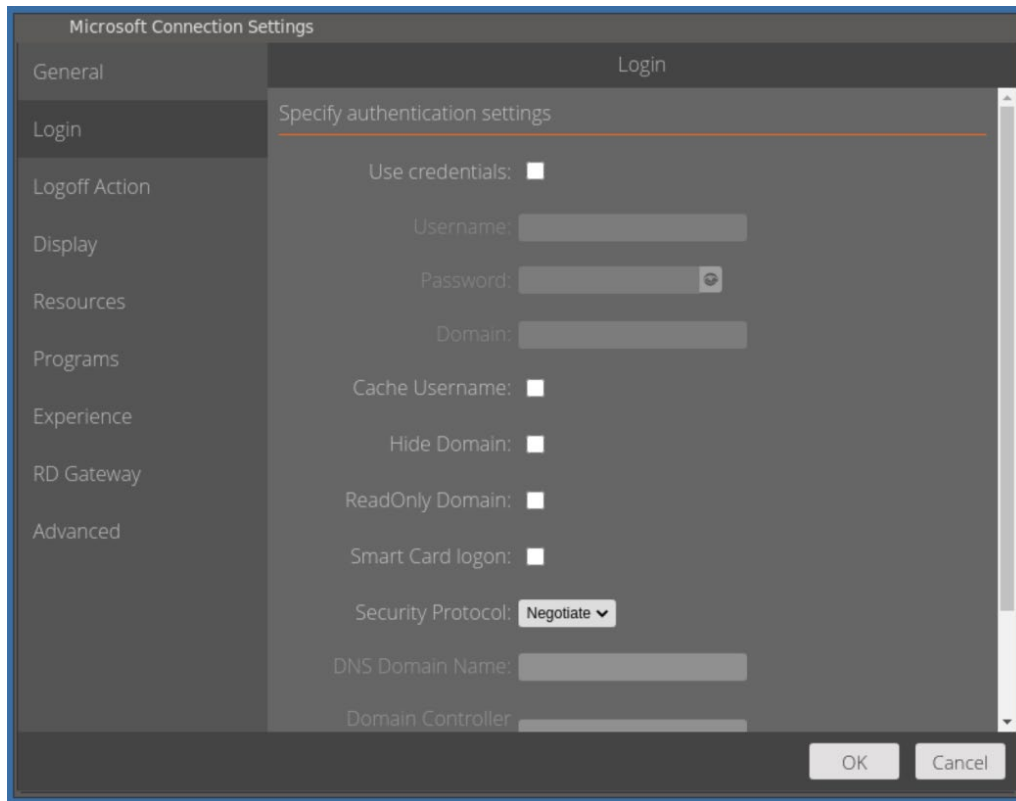 Microsoft Connection Settings
General
Login
Logoff Action
Display
Resources
Programs
Experience
RD Gateway
Advanced
Login
Specify authentication settings
Use credentials:
Username:
Password:
Domain:
Cache Username:
Hide Domain:
ReadOnly Domain:
Smart Card logon:
Security Protocol: Negotiate
DNS Domain Name:
Domain Controller
OK Cancel